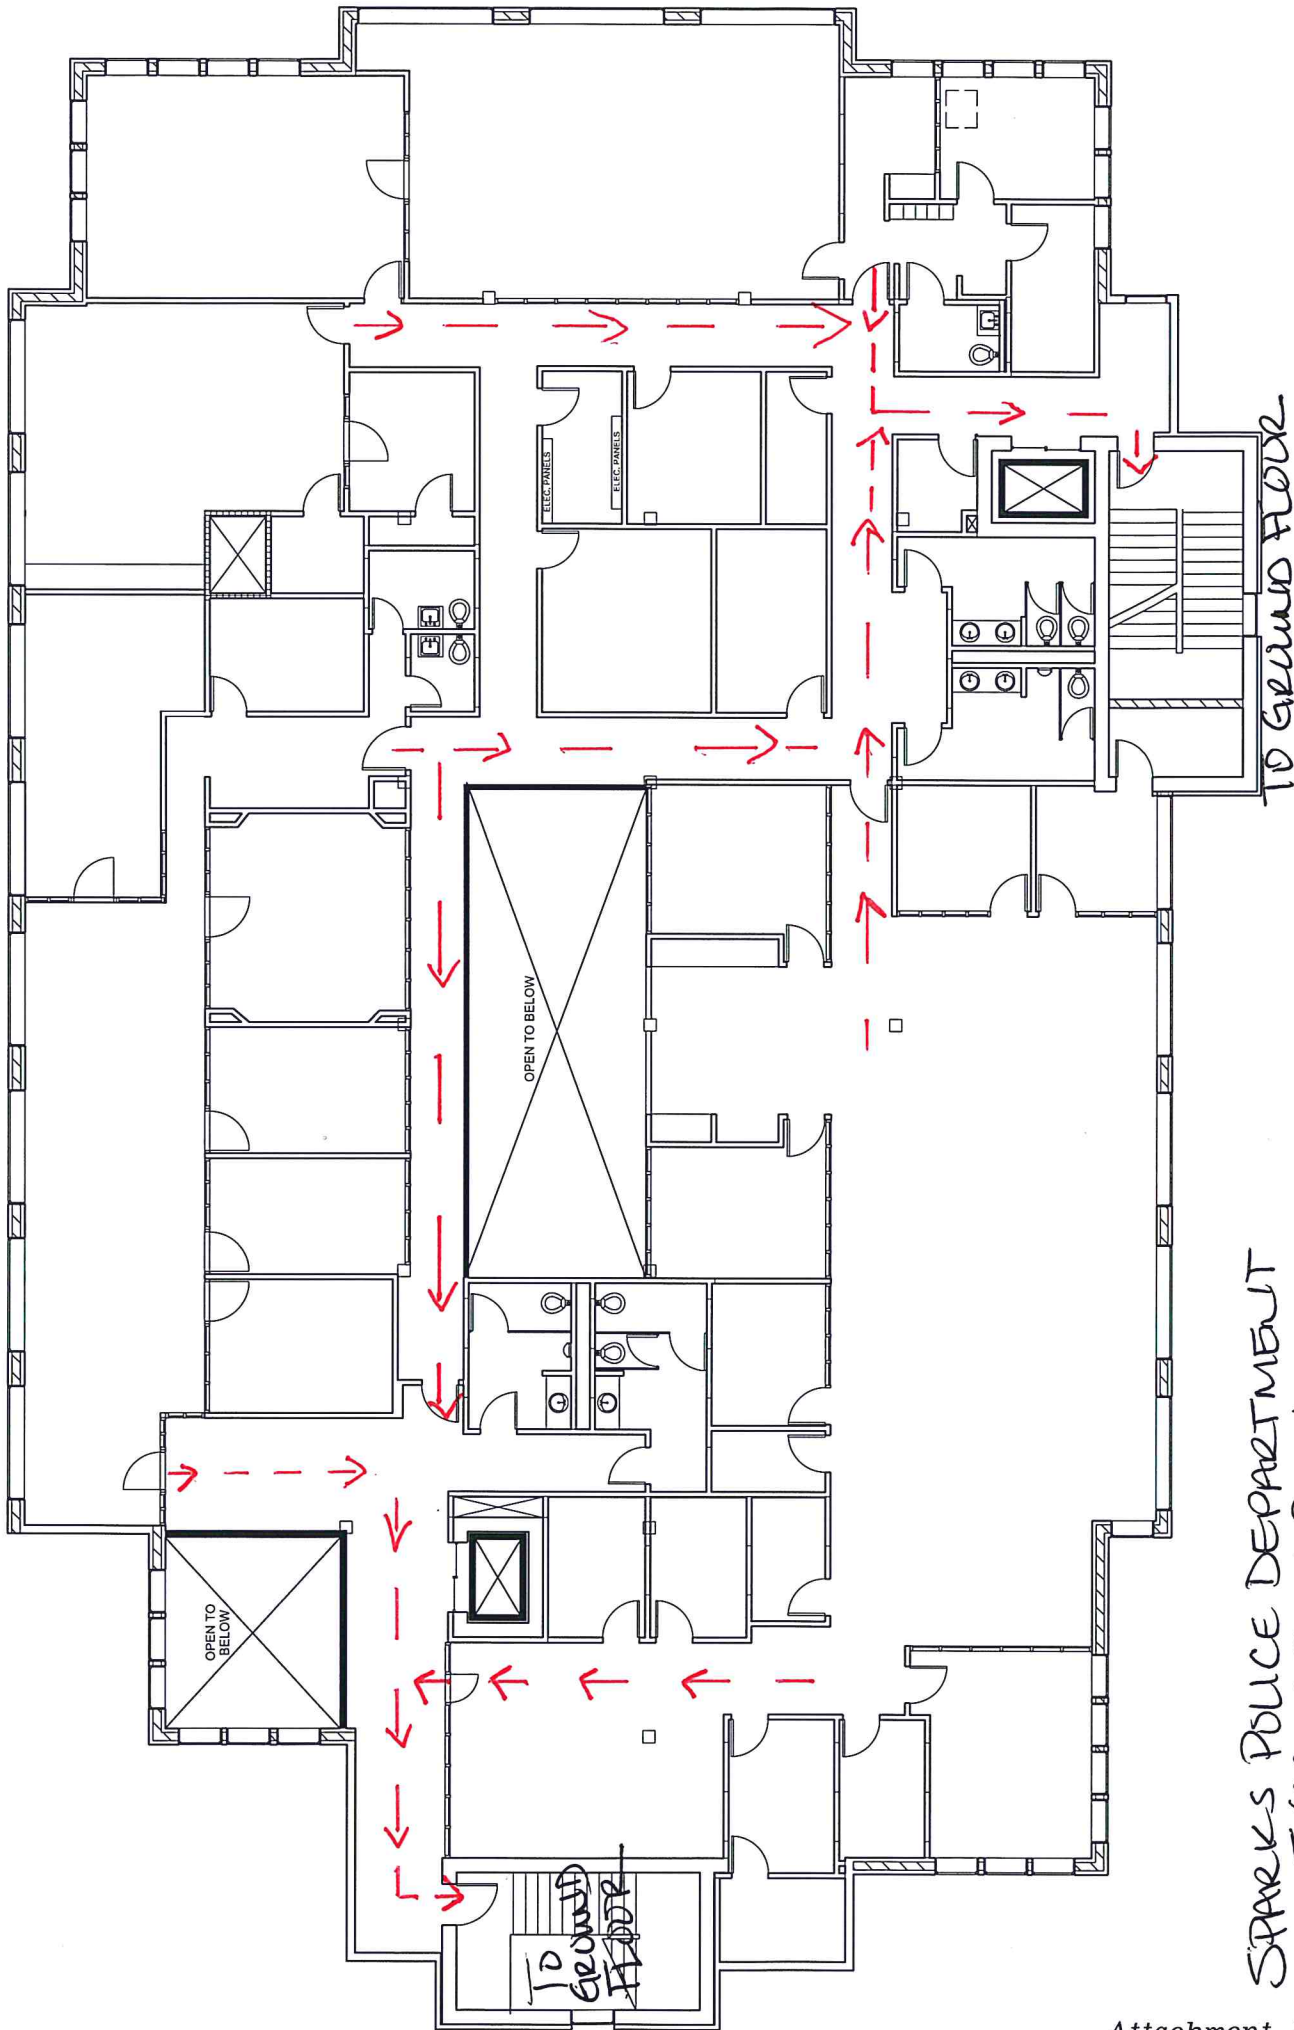 ELEC. PANELS
ELEC. PANELS
OPEN TO BELOW
OPEN TO
BELOW
TO GROUND FLOOR
TO
GROUND
FLOOR
SPARKS POLICE DEPARTMENT
Attachment